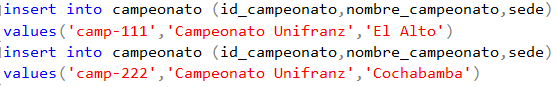 insert into campeonato (id_campeonato,nombre_campeonato,sede)
values('camp-111','Campeonato Unifranz','El Alto')
insert into campeonato (id_campeonato,nombre_campeonato,sede)
values('camp-222','Campeonato Unifranz','Cochabamba')